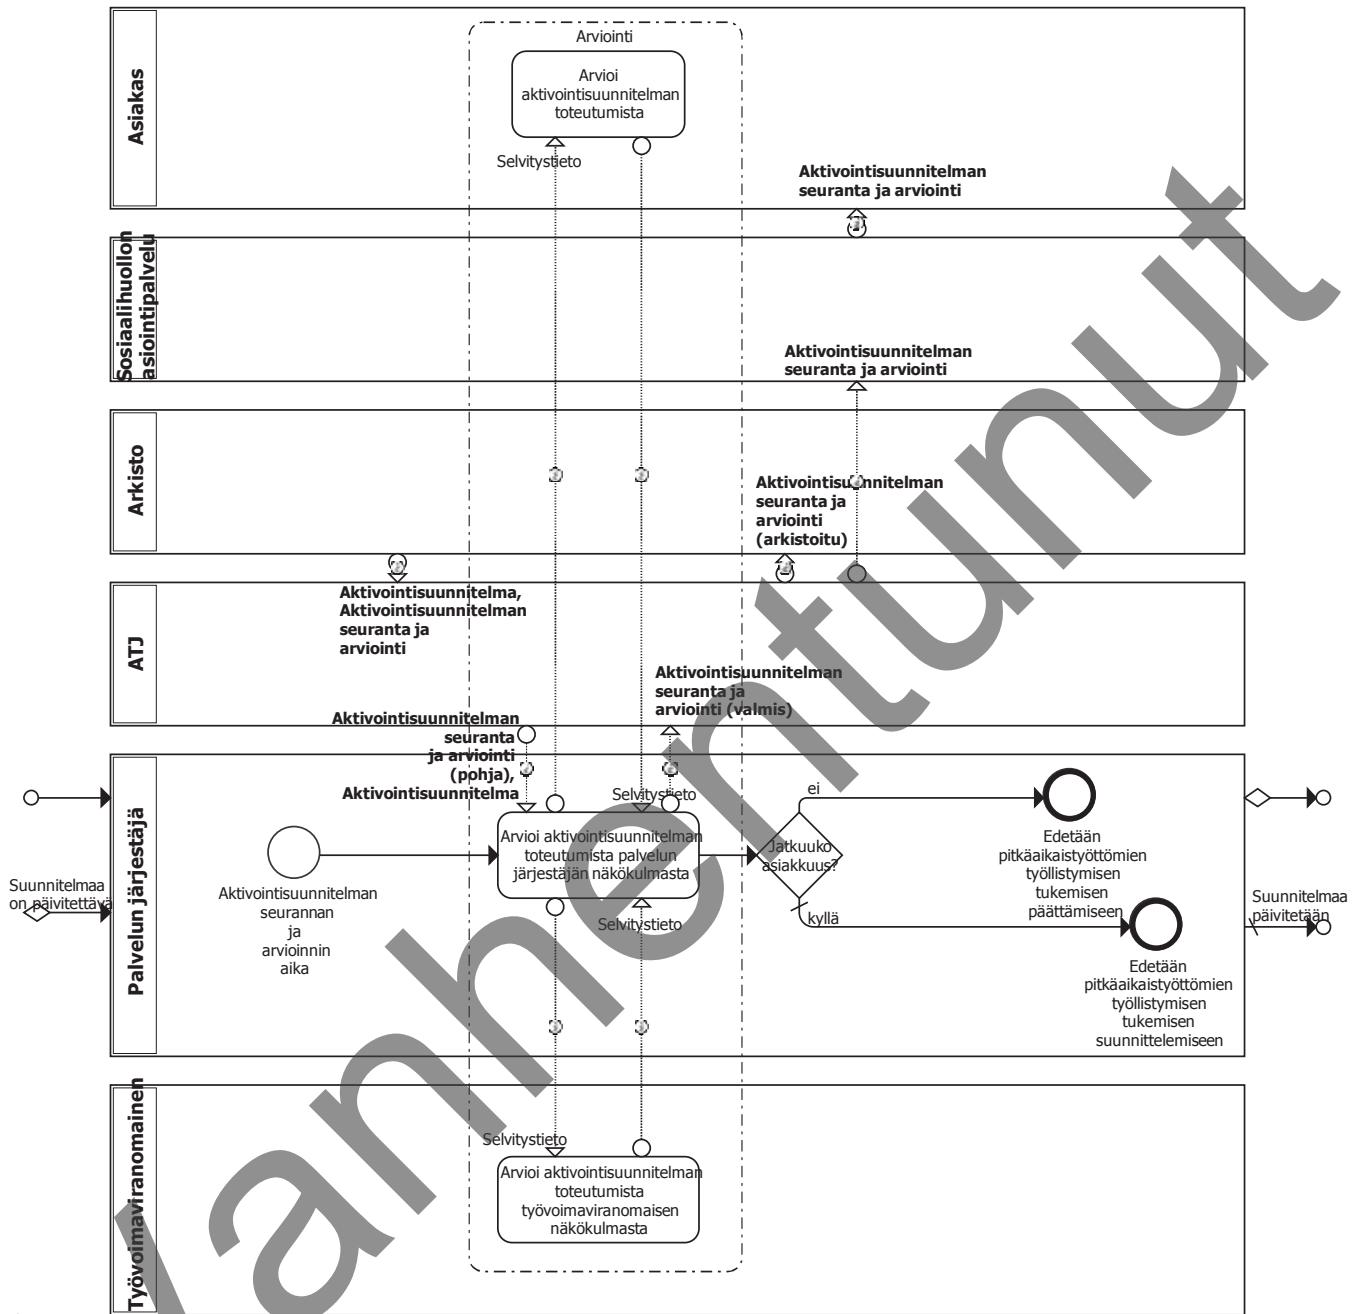 Arviointi
Asiakas
Arvioi
aktivointisuunnitelman
toteutumista
Selvitystieto
Aktivointisuunnitelman
seuranta ja arviointi
Sosiaalihuollon
asiointipalvelu
Aktivointisuunnitelman
seuranta ja arviointi
Arkisto
Aktivointisuunnitelman
seuranta ja
arviointi
(arkistoitu)
ATJ
Aktivointisuunnitelma,
Aktivointisuunnitelman
seuranta ja
arviointi
Aktivointisuunnitelman
seuranta ja
arviointi (valmis)
Aktivointisuunnitelman
seuranta
ja arviointi
(pohja),
Aktivointisuunnitelma
Palvelun järjestäjä
Suunnitelmaa
on päivitettävä
Aktivointisuunnitelman
seurannan
ja
arvioinnin
aika
Selvitystieto
Arvioi aktivointisuunnitelman
toteutumista palvelun
järjestäjän näkökulmasta
Selvitystieto
Jatkuuko
asiakkuus?
ei
kyllä
Edetään
pitkäaikaistyöttömien
työllistymisen
tukemisen
päättämiseen
Edetään
pitkäaikaistyöttömien
työllistymisen
tukemisen
suunnittelemiseen
Suunnitelmaa
päivitetään
Työvoimaviranomainen
Selvitystieto
Arvioi aktivointisuunnitelman
toteutumista
työvoimaviranomaisen
näkökulmasta
Vanhentunut